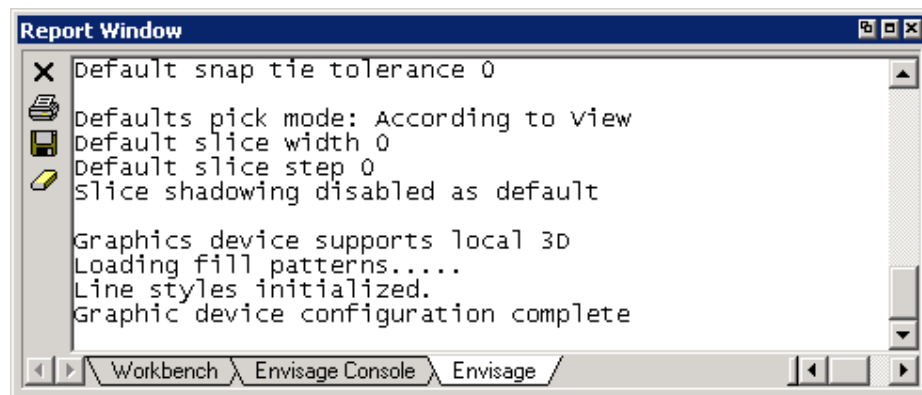 Report Window
Default snap tie tolerance 0
Defaults pick mode: According to View
Default slice width 0
Default slice step 0
Slice shadowing disabled as default
Graphics device supports local 3D
Loading fill patterns.....
Line styles initialized.
Graphic device configuration complete
Workbench Envisage Console Envisage